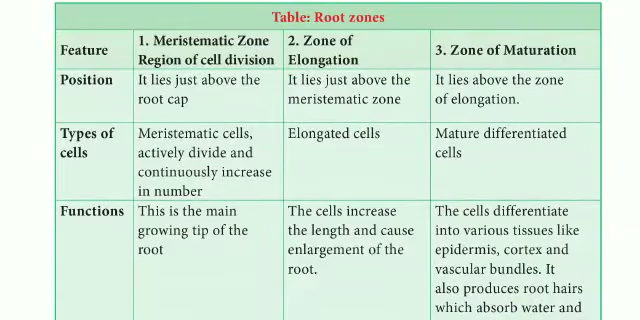 Table: Root zones
Feature
1. Meristematic Zone
Region of cell division
2. Zone of
Elongation
3. Zone of Maturation
Position
It lies just above the
root cap
It lies just above the
meristematic zone
It lies above the zone
of elongation.
Types of
cells
Meristematic cells,
actively divide and
continuously increase
in number
Elongated cells
Mature differentiated
cells
Functions
This is the main
growing tip of the
root
The cells increase
the length and cause
enlargement of the
root.
The cells differentiate
into various tissues like
epidermis, cortex and
vascular bundles. It
also produces root hairs
which absorb water and